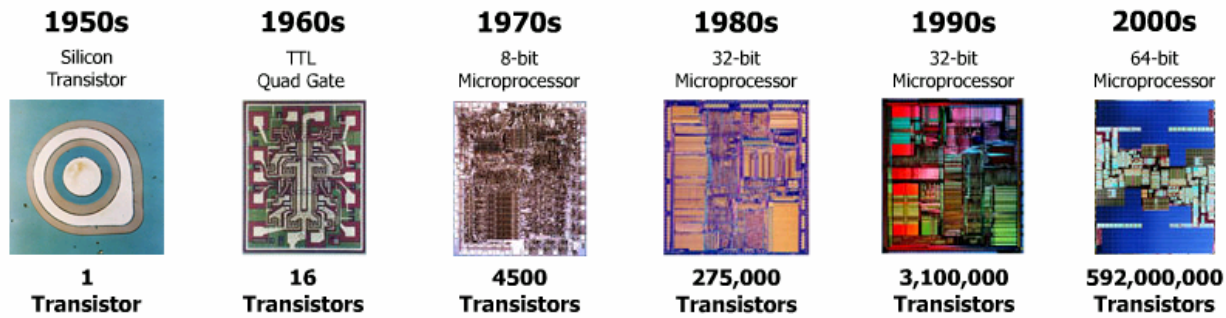 1950s
Silicon
Transistor
1
Transistor
1960s
TTL
Quad Gate
16
Transistors
1970s
8-bit
Microprocessor
4500
Transistors
1980s
32-bit
Microprocessor
275,000
Transistors
1990s
32-bit
Microprocessor
3,100,000
Transistors
2000s
64-bit
Microprocessor
592,000,000
Transistors